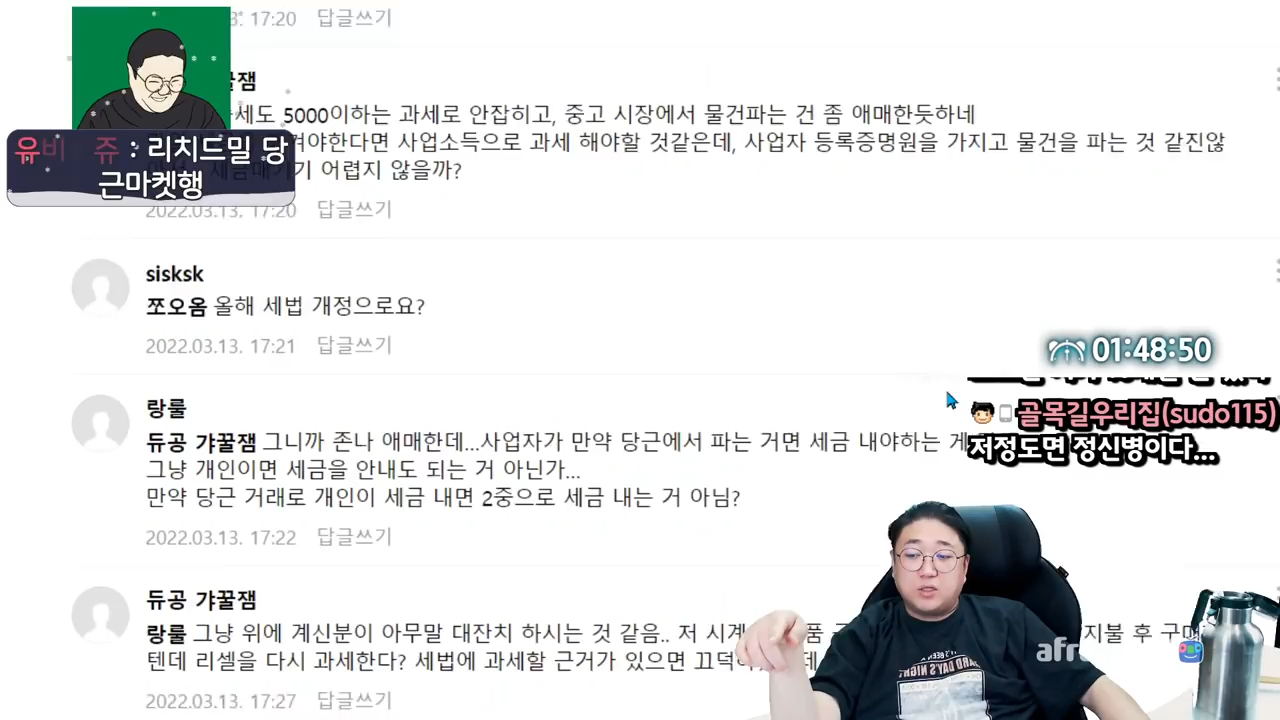 17:20 답글쓰기
꿀잼
세도 5000이하는 과세로 안잡히고, 중고 시장에서 물건파는 건 좀 애매한듯하네
겨야한다면 사업소득으로 과세 해야할 것같은데, 사업자 등록증명원을 가지고 물건을 파는 것 같진않
기 어렵지 않을까?
2022.03.13. 17:20 답글쓰기
유비 쥬 : 리치드밀 당
근마켓행
sisksk
쪼오옴 올해 세법 개정으로요?
2022.03.13. 17:21 답글쓰기
01:48:50
골목길우리집(sudo115)
저정도면 정신병이다...
랑룰
듀공 갸꿀잼 그니까 존나 애매한데...사업자가 만약 당근에서 파는 거면 세금 내야하는 게
그냥 개인이면 세금을 안내도 되는 거 아닌가...
만약 당근 거래로 개인이 세금 내면 2중으로 세금 내는 거 아님?
2022.03.13. 17:22 답글쓰기
듀공 갸꿀잼
랑룰 그냥 위에 계신분이 아무말 대잔치 하시는 것 같음.. 저 시계 품 지불 후 구매
텐데 리셀을 다시 과세한다? 세법에 과세할 근거가 있으면 끄덕
2022.03.13. 17:27 답글쓰기
afr
HARD DAY'S NIGHT